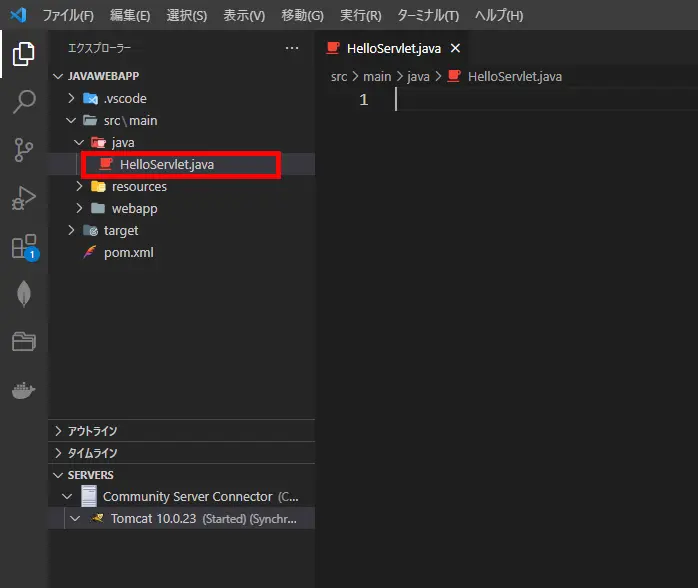 ファイル(F) 編集(E) 選択(S) 表示(V) 移動(G) 実行(R) ターミナル(T) ヘルプ(H)
エクスプローラー ...
JAVAWEBAPP
.vscode
src\main
java
HelloServlet.java
resources
webapp
target
pom.xml
アウトライン
タイムライン
SERVERS
Community Server Connector (C...
Tomcat 10.0.23 (Started) (Synchr...
HelloServlet.java ×
src > main > java > HelloServlet.java
1
1